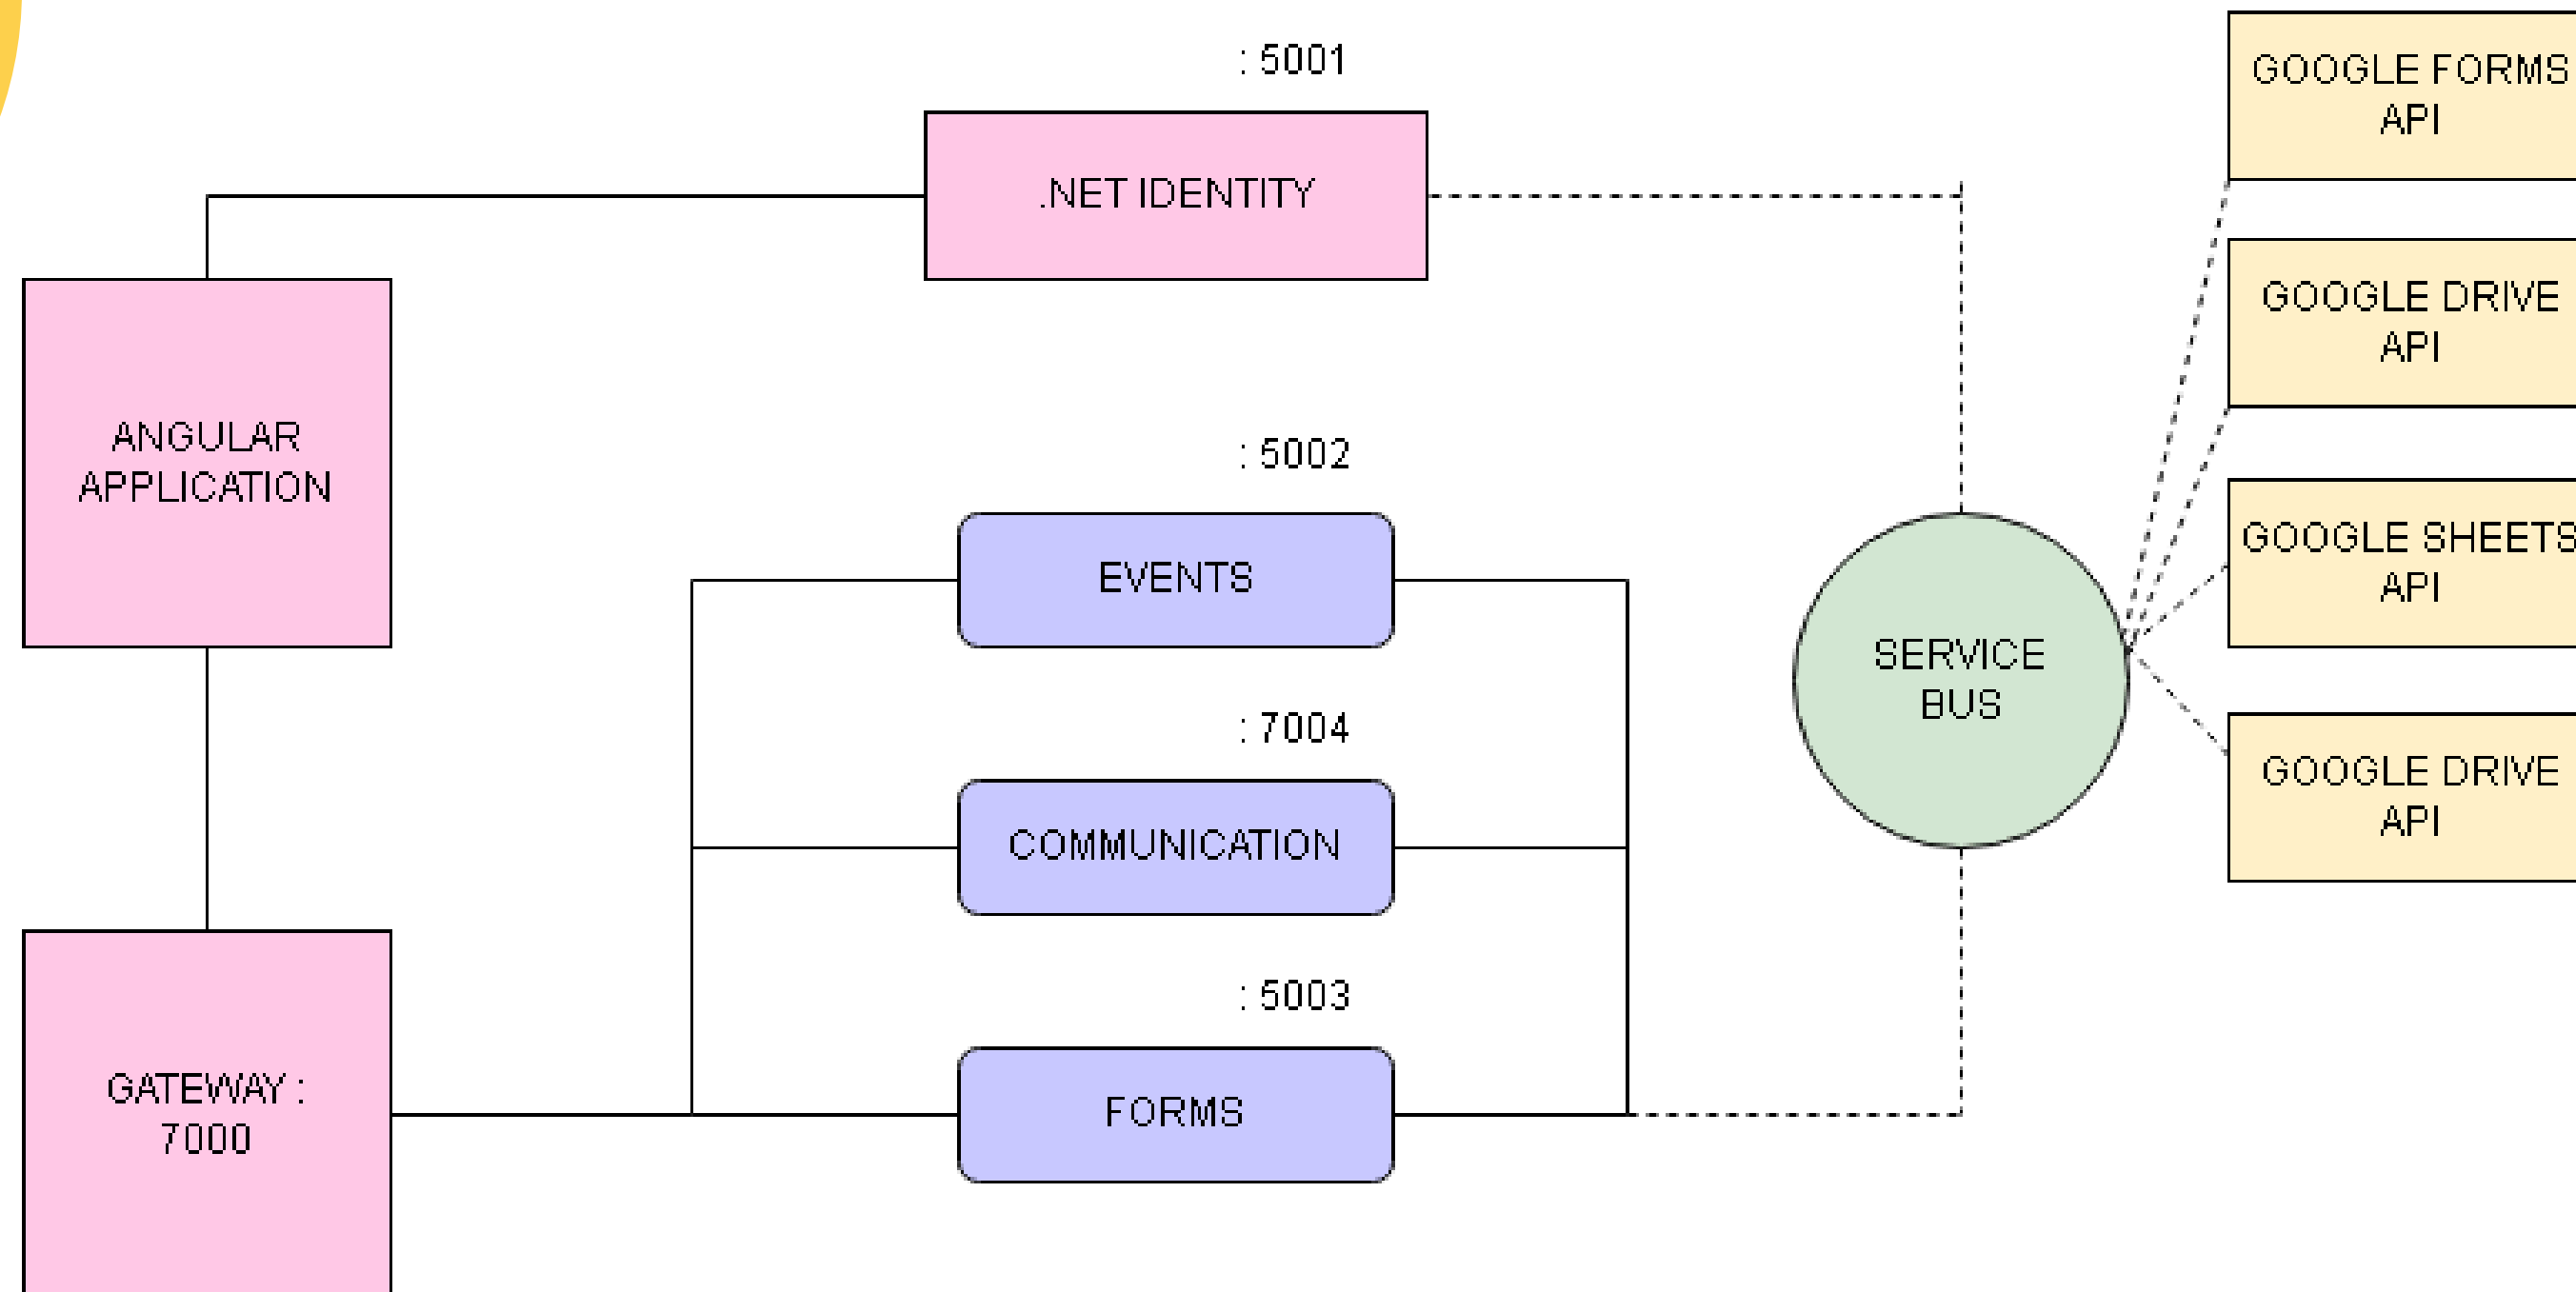 : 5001
.NET IDENTITY
GOOGLE FORMS
API
GOOGLE DRIVE
API
ANGULAR
APPLICATION
: 5002
EVENTS
GOOGLE SHEETS
API
SERVICE
BUS
: 7004
COMMUNICATION
GOOGLE DRIVE
API
: 5003
FORMS
GATEWAY :
7000